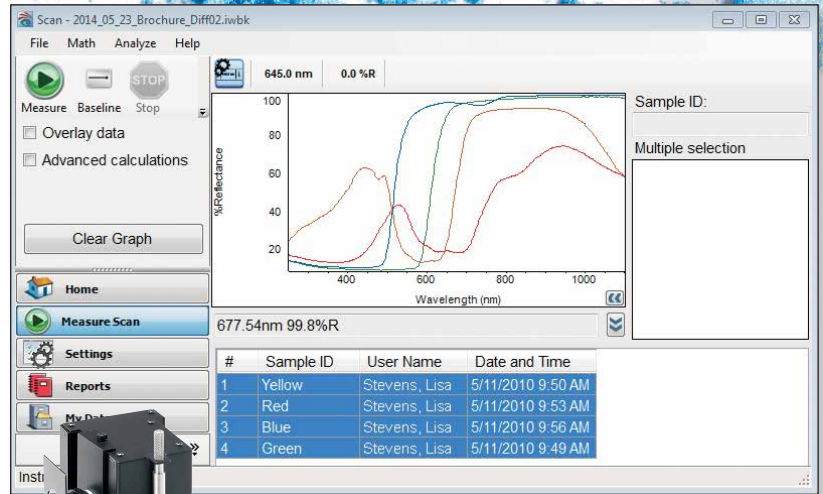 Scan - 2014_05_23_Brochure_Diff02.iwbk
File Math Analyze Help
Measure Baseline Stop
STOP
645.0 nm 0.0 %R
Overlay data
Advanced calculations
Clear Graph
Home
Measure Scan
Settings
Reports
%Reflectance
100
80
60
40
20
400 600 800 1000
Wavelength (nm)
Sample ID:
Multiple selection
677.54nm 99.8%R
# Sample ID User Name Date and Time
1 Yellow Stevens, Lisa 5/11/2010 9:50 AM
2 Red Stevens, Lisa 5/11/2010 9:53 AM
3 Blue Stevens, Lisa 5/11/2010 9:56 AM
4 Green Stevens, Lisa 5/11/2010 9:49 AM